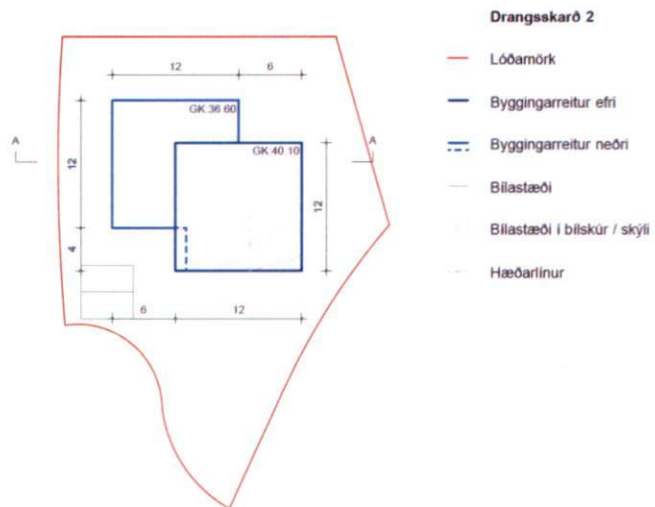 Drangsskarð 2
Lóðamörk
Byggingarreitur efri
Byggingarreitur neðri
Bílastæði
Bílastæði í bílskúr / skýli
Hæðarlínur
12 6
GK:36 60
GK:40 10
A A
12
12
4
6 12